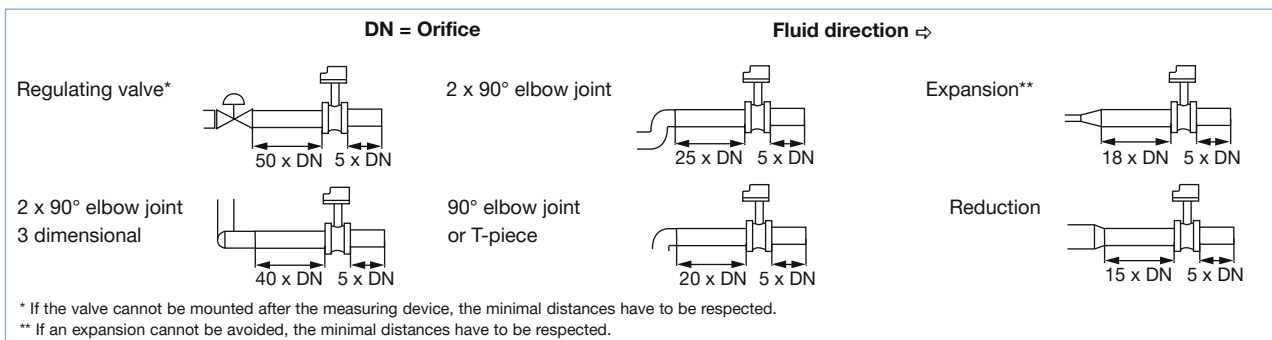 DN = Orifice
Fluid direction ⇨
Regulating valve*
50 x DN 5 x DN
2 x 90° elbow joint
25 x DN 5 x DN
Expansion**
18 x DN 5 x DN
2 x 90° elbow joint
3 dimensional
40 x DN 5 x DN
90° elbow joint
or T-piece
20 x DN 5 x DN
Reduction
15 x DN 5 x DN
* If the valve cannot be mounted after the measuring device, the minimal distances have to be respected.
** If an expansion cannot be avoided, the minimal distances have to be respected.